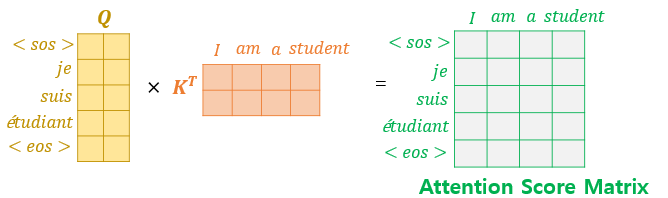 Q
< sos >
je
suis
étudiant
< eos >
×
I am a student
K^T
=
I am a student
< sos >
je
suis
étudiant
< eos >
Attention Score Matrix